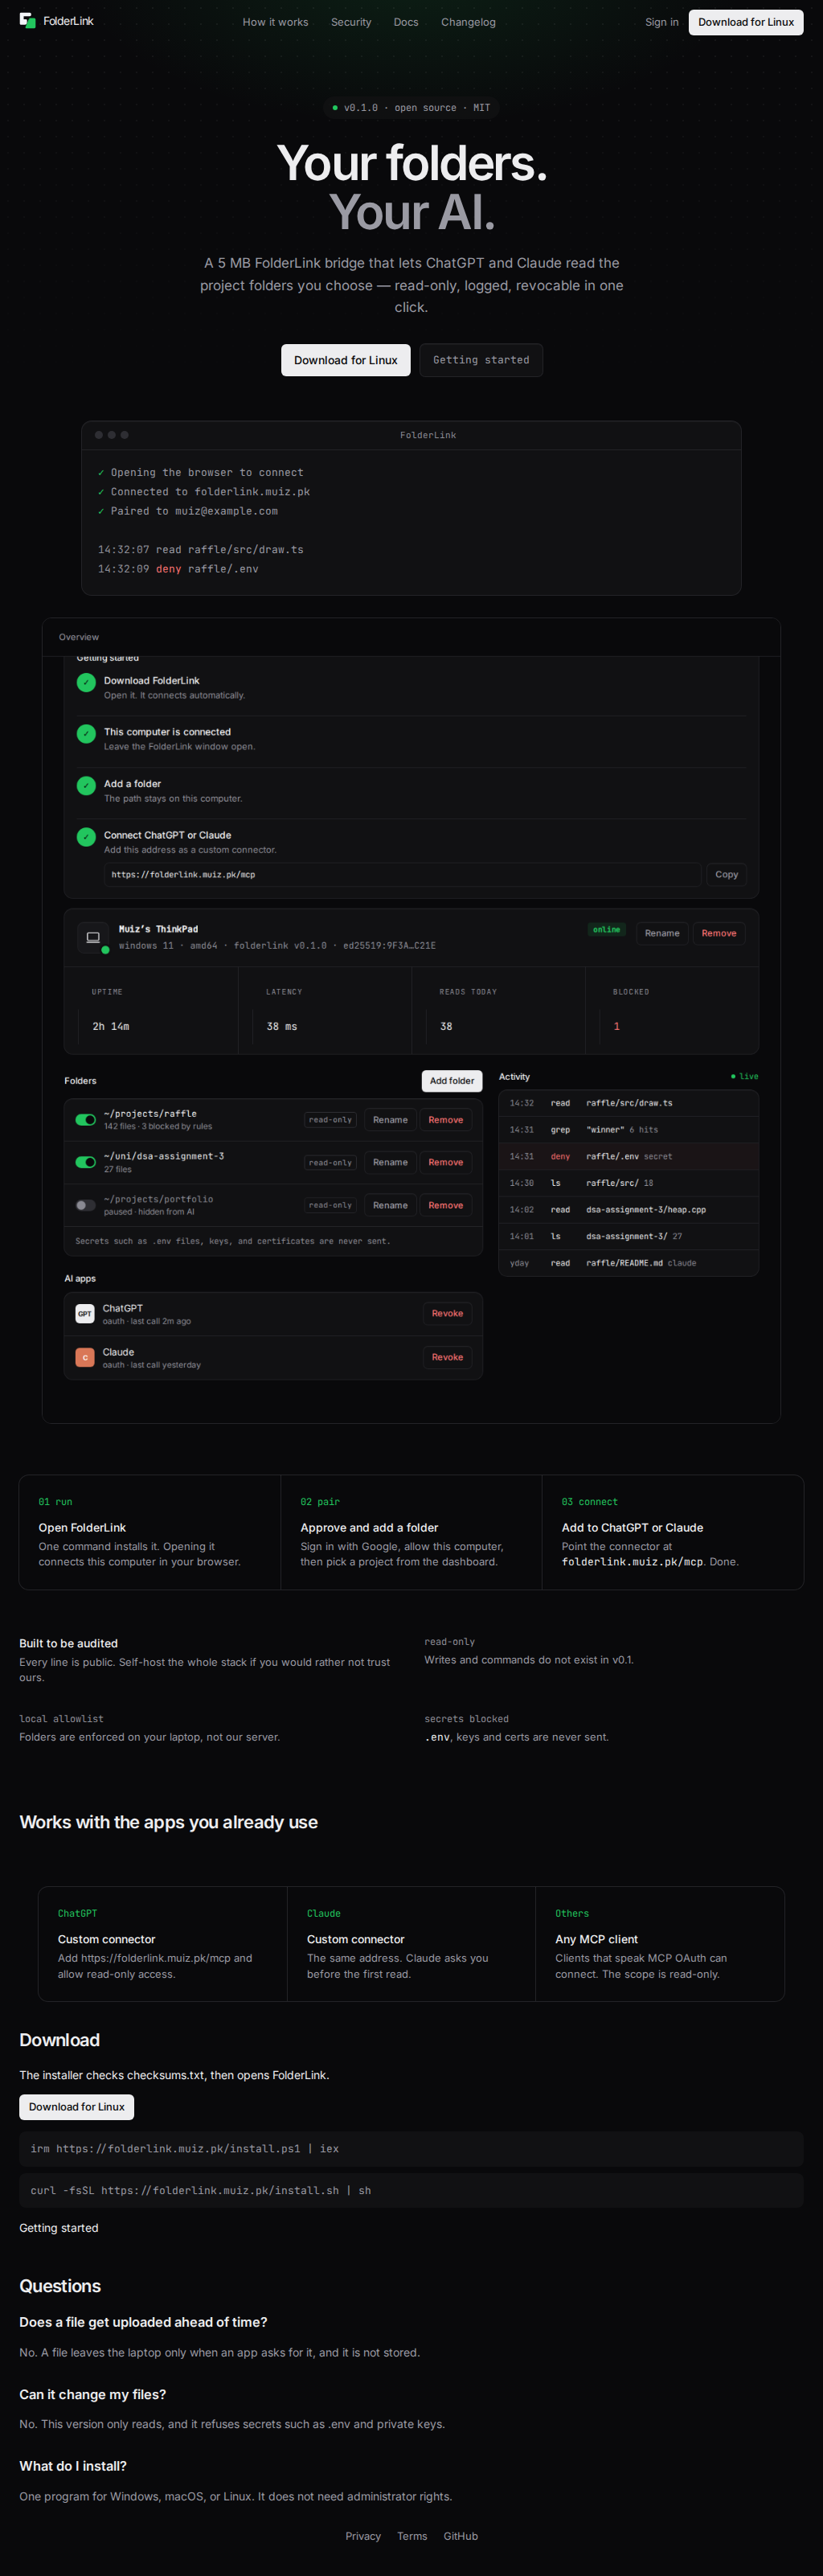 FolderLink
How it works Security Docs Changelog
Sign in Download for Linux
v0.1.0 · open source · MIT
Your folders.
Your AI.
A 5 MB FolderLink bridge that lets ChatGPT and Claude read the
project folders you choose — read-only, logged, revocable in one
click.
Download for Linux Getting started
FolderLink
✓ Opening the browser to connect
✓ Connected to folderlink.muiz.pk
✓ Paired to muiz@example.com
14:32:07 read raffle/src/draw.ts
14:32:09 deny raffle/.env
Overview
Getting started
✓ Download FolderLink
Open it. It connects automatically.
✓ This computer is connected
Leave the FolderLink window open.
✓ Add a folder
The path stays on this computer.
✓ Connect ChatGPT or Claude
Add this address as a custom connector.
https://folderlink.muiz.pk/mcp Copy
Muiz’s ThinkPad online Rename Remove
windows 11 · amd64 · folderlink v0.1.0 · ed25519:9F3A…C21E
UPTIME LATENCY READS TODAY BLOCKED
2h 14m 38 ms 38 1
Folders Add folder
~/projects/raffle read-only Rename Remove
142 files · 3 blocked by rules
~/uni/dsa-assignment-3 read-only Rename Remove
27 files
~/projects/portfolio read-only Rename Remove
paused · hidden from AI
Secrets such as .env files, keys, and certificates are never sent.
AI apps
GPT ChatGPT Revoke
oauth · last call 2m ago
C Claude Revoke
oauth · last call yesterday
Activity live
14:32 read raffle/src/draw.ts
14:31 grep "winner" 6 hits
14:31 deny raffle/.env secret
14:30 ls raffle/src/ 18
14:02 read dsa-assignment-3/heap.cpp
14:01 ls dsa-assignment-3/ 27
yday read raffle/README.md claude
01 run
Open FolderLink
One command installs it. Opening it
connects this computer in your browser.
02 pair
Approve and add a folder
Sign in with Google, allow this computer,
then pick a project from the dashboard.
03 connect
Add to ChatGPT or Claude
Point the connector at
folderlink.muiz.pk/mcp. Done.
Built to be audited
Every line is public. Self-host the whole stack if you would rather not trust
ours.
read-only
Writes and commands do not exist in v0.1.
local allowlist
Folders are enforced on your laptop, not our server.
secrets blocked
.env, keys and certs are never sent.
Works with the apps you already use
ChatGPT
Custom connector
Add https://folderlink.muiz.pk/mcp and
allow read-only access.
Claude
Custom connector
The same address. Claude asks you
before the first read.
Others
Any MCP client
Clients that speak MCP OAuth can
connect. The scope is read-only.
Download
The installer checks checksums.txt, then opens FolderLink.
Download for Linux
irm https://folderlink.muiz.pk/install.ps1 | iex
curl -fsSL https://folderlink.muiz.pk/install.sh | sh
Getting started
Questions
Does a file get uploaded ahead of time?
No. A file leaves the laptop only when an app asks for it, and it is not stored.
Can it change my files?
No. This version only reads, and it refuses secrets such as .env and private keys.
What do I install?
One program for Windows, macOS, or Linux. It does not need administrator rights.
Privacy Terms GitHub